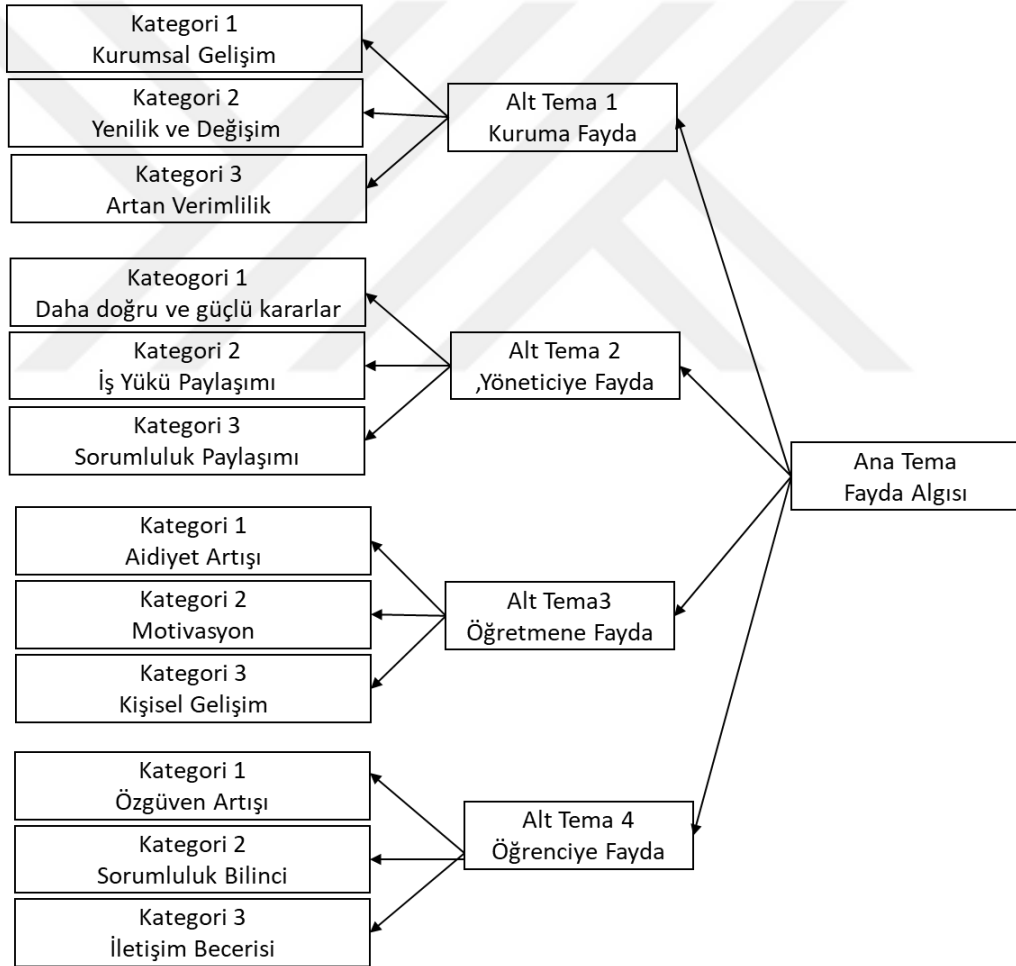 Kategori 1
Kurumsal Gelişim
Kategori 2
Yenilik ve Değişim
Kategori 3
Artan Verimlilik
Alt Tema 1
Kuruma Fayda
Kateogori 1
Daha doğru ve güçlü kararlar
Kategori 2
İş Yükü Paylaşımı
Kategori 3
Sorumluluk Paylaşımı
Alt Tema 2
,Yöneticiye Fayda
Ana Tema
Fayda Algısı
Kategori 1
Aidiyet Artışı
Kategori 2
Motivasyon
Kategori 3
Kişisel Gelişim
Alt Tema3
Öğretmene Fayda
Kategori 1
Özgüven Artışı
Kategori 2
Sorumluluk Bilinci
Kategori 3
İletişim Becerisi
Alt Tema 4
Öğrenciye Fayda